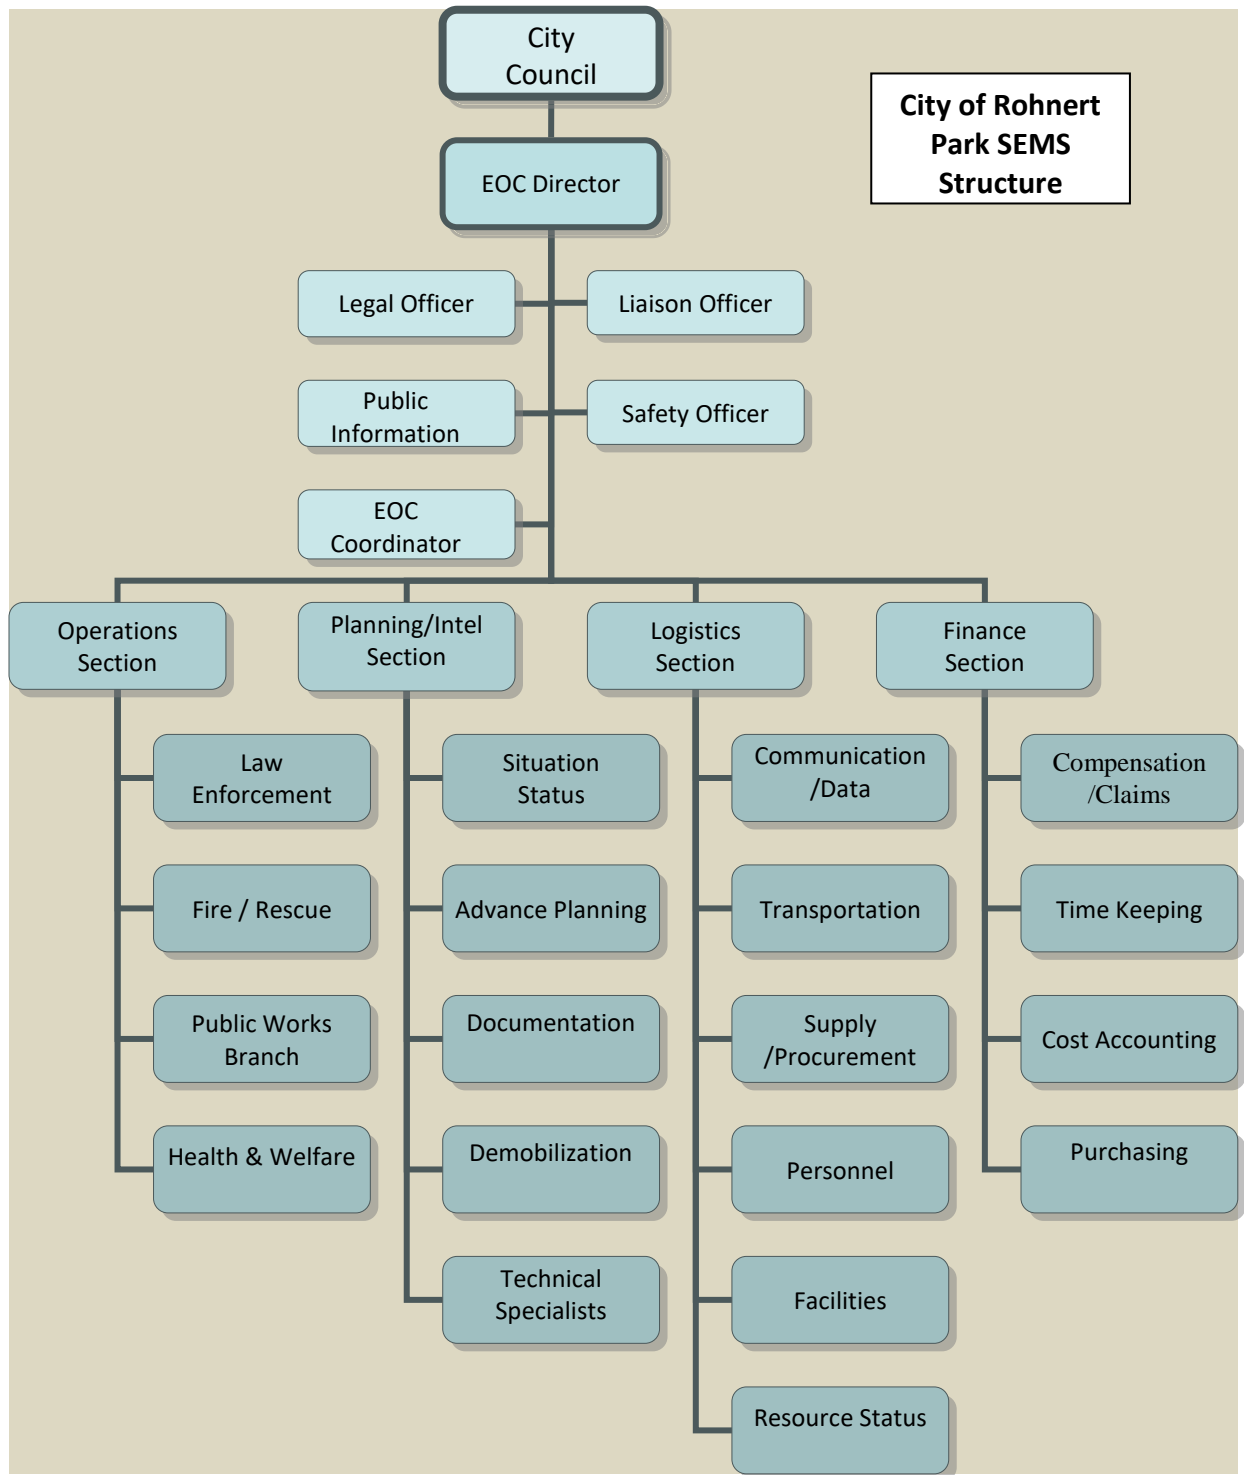 City
Council
City of Rohnert
Park SEMS
Structure
EOC Director
Legal Officer
Liaison Officer
Public
Information
Safety Officer
EOC
Coordinator
Operations
Section
Planning/Intel
Section
Logistics
Section
Finance
Section
Law
Enforcement
Situation
Status
Communication
/Data
Compensation
/Claims
Fire / Rescue
Advance Planning
Transportation
Time Keeping
Public Works
Branch
Documentation
Supply
/Procurement
Cost Accounting
Health & Welfare
Demobilization
Personnel
Purchasing
Technical
Specialists
Facilities
Resource Status